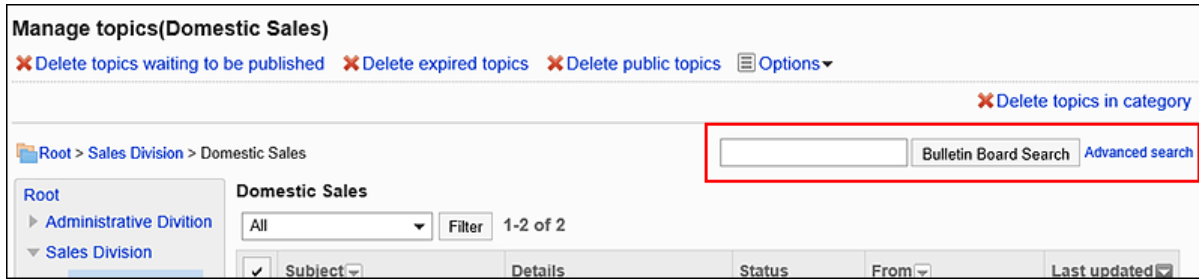 Manage topics(Domestic Sales)
Delete topics waiting to be published Delete expired topics Delete public topics Options
Delete topics in category
Root > Sales Division > Domestic Sales Bulletin Board Search Advanced search
Root Domestic Sales
Administrative Divition All Filter 1-2 of 2
Sales Division
Subject Details Status From Last updated